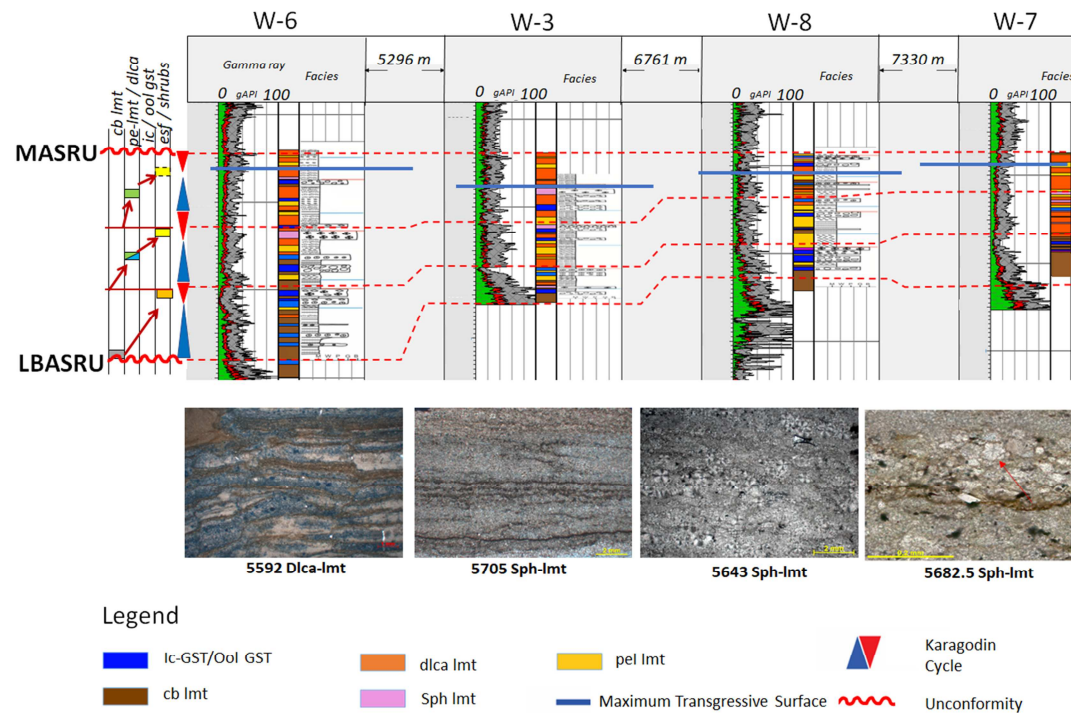 W-6 W-3 W-8 W-7
5296 m 6761 m 7330 m
Gamma ray Facies Facies Facies Facies
0 gAPI 100 0 gAPI 100 0 gAPI 100 0 gAPI 100
cb lmt
pe-lmt / dlca
ic / ool gst
esf / shrubs
MASRU
LBASRU
5592 Dlca-lmt
5705 Sph-lmt
5643 Sph-lmt
5682.5 Sph-lmt
Legend
Ic-GST/Ool GST
dlca lmt
pel lmt
Karagodin
Cycle
cb lmt
Sph lmt
Maximum Transgressive Surface
Unconformity